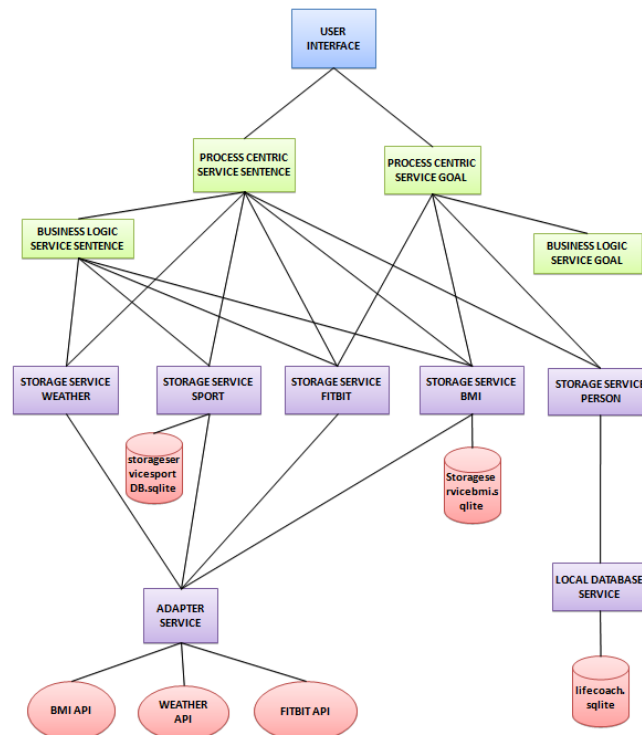 USER
INTERFACE
PROCESS CENTRIC
SERVICE SENTENCE
PROCESS CENTRIC
SERVICE GOAL
BUSINESS LOGIC
SERVICE SENTENCE
BUSINESS LOGIC
SERVICE GOAL
STORAGE SERVICE
WEATHER
STORAGE SERVICE
SPORT
STORAGE SERVICE
FITBIT
STORAGE SERVICE
BMI
STORAGE SERVICE
PERSON
storageser
vicesport
DB.sqlite
Storagese
rvicebmi.s
qlite
ADAPTER
SERVICE
LOCAL DATABASE
SERVICE
BMI API
WEATHER
API
FITBIT API
lifecoach.
sqlite